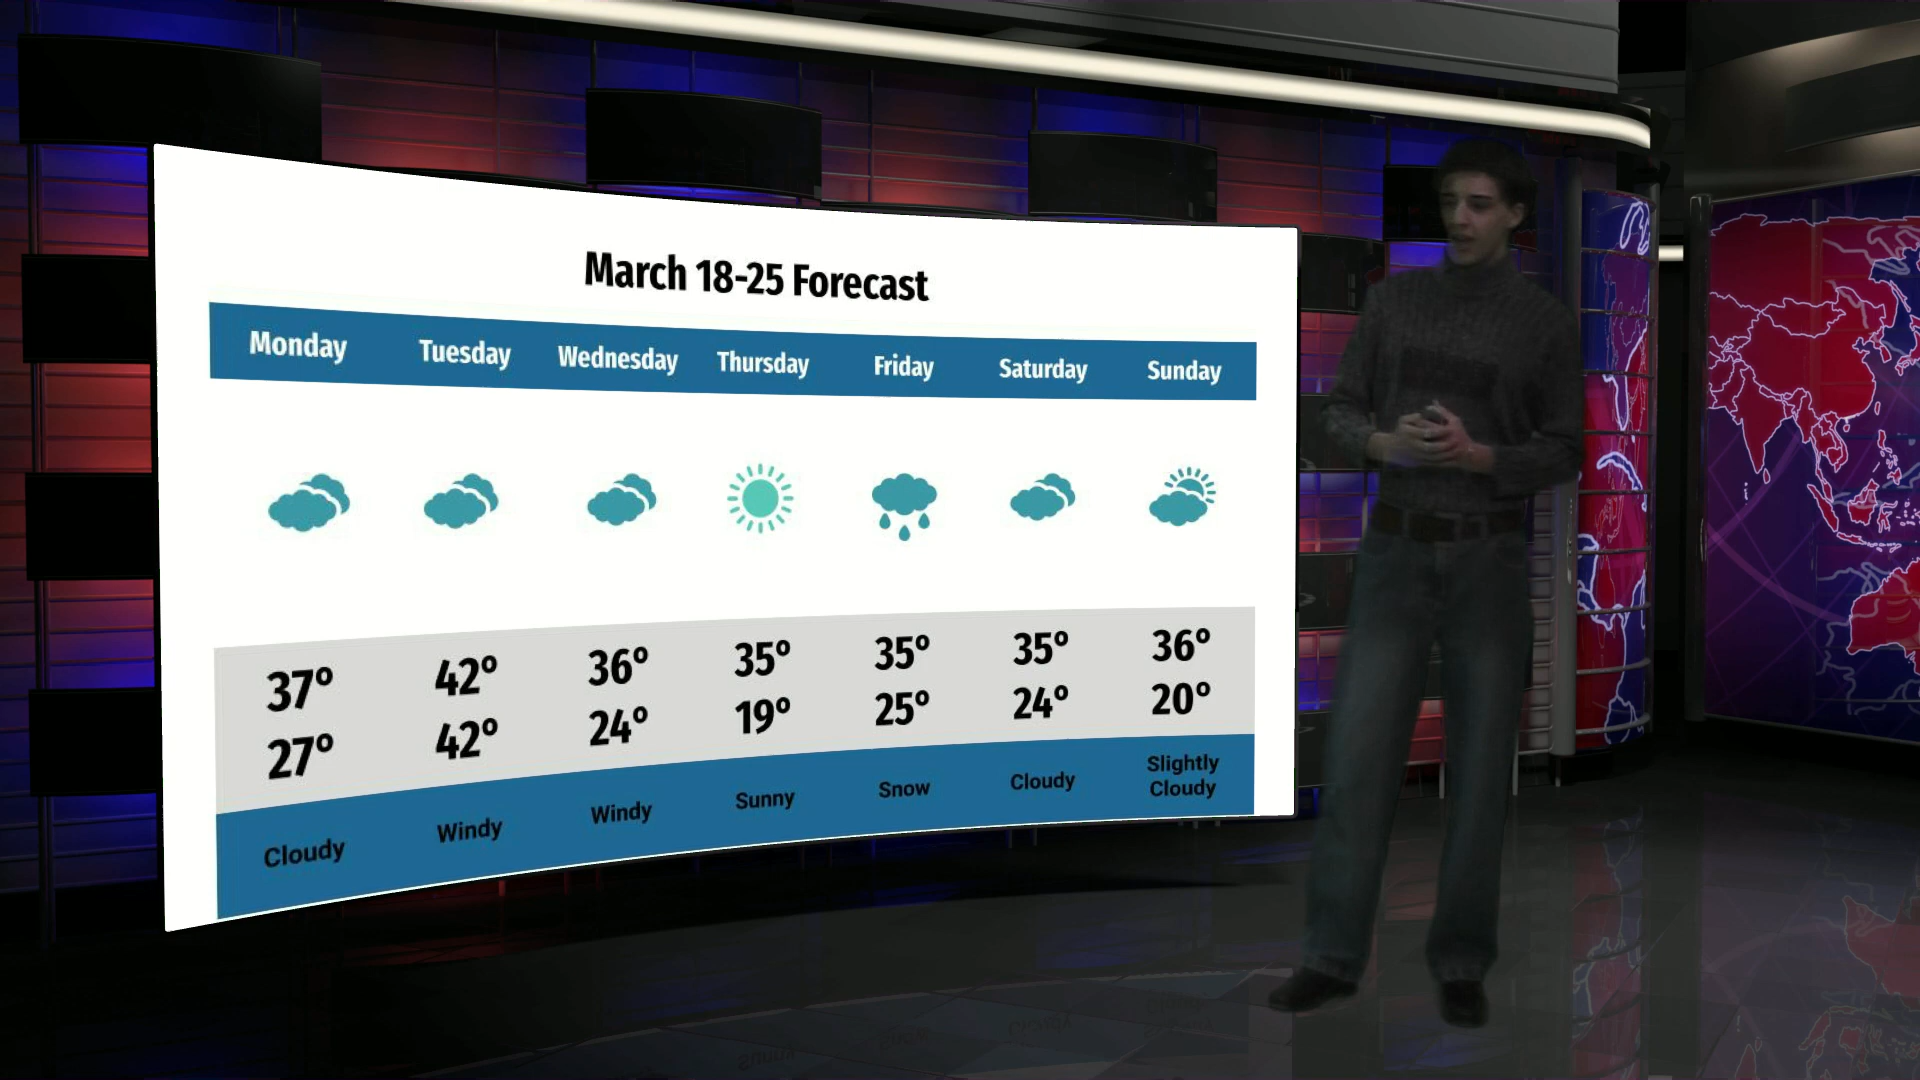 March 18-25 Forecast
Monday Tuesday Wednesday Thursday Friday Saturday Sunday
37° 42° 36° 35° 35° 35° 36°
27° 42° 24° 19° 25° 24° 20°
Cloudy Windy Windy Sunny Snow Cloudy Slightly
Cloudy